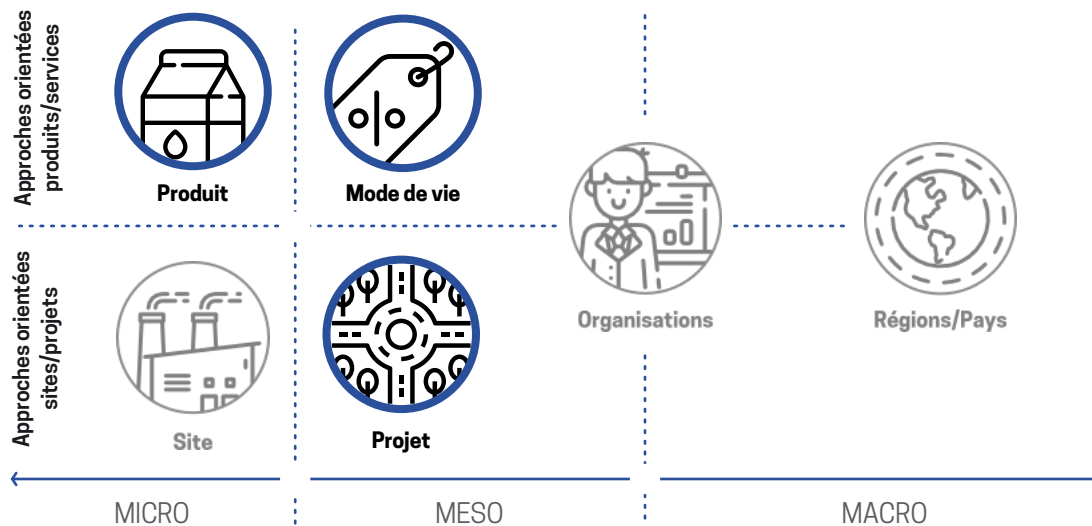 Approches orientées
produits/services
Produit
Mode de vie
Organisations
Régions/Pays
Approches orientées
sites/projets
Site
Projet
MICRO
MESO
MACRO